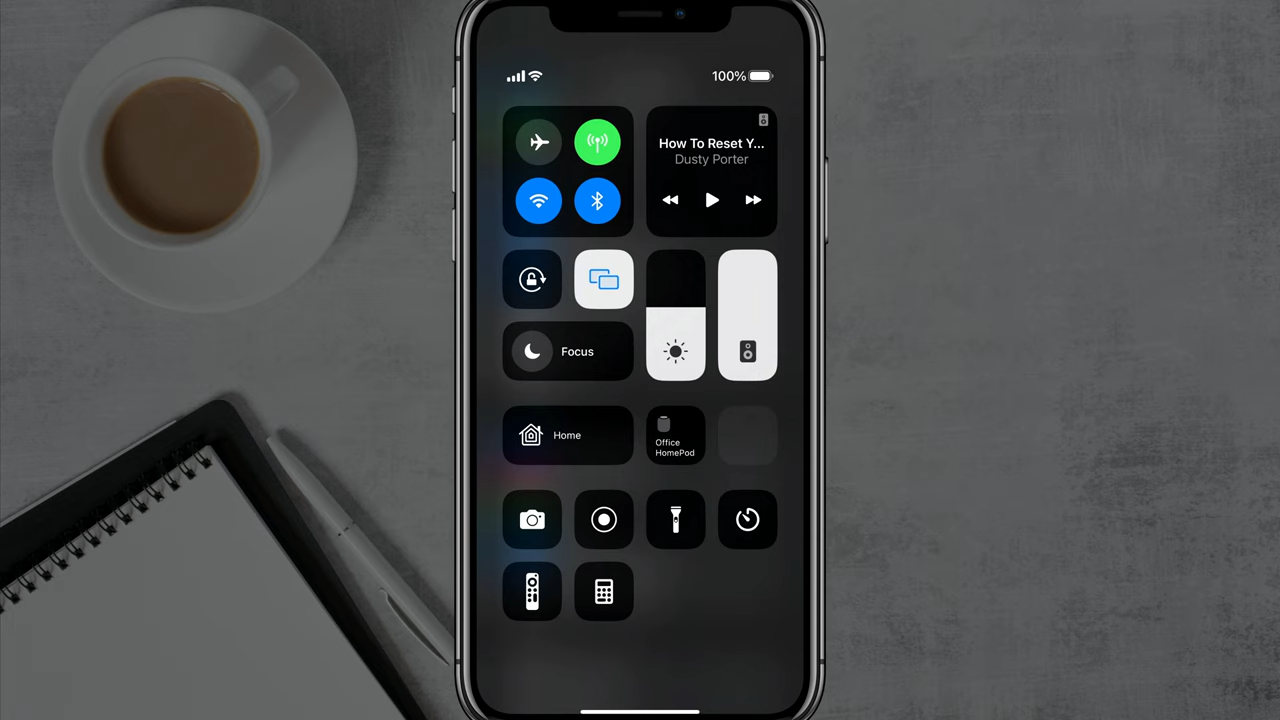 100%
How To Reset Y...
Dusty Porter
Focus
Home
Office
HomePod